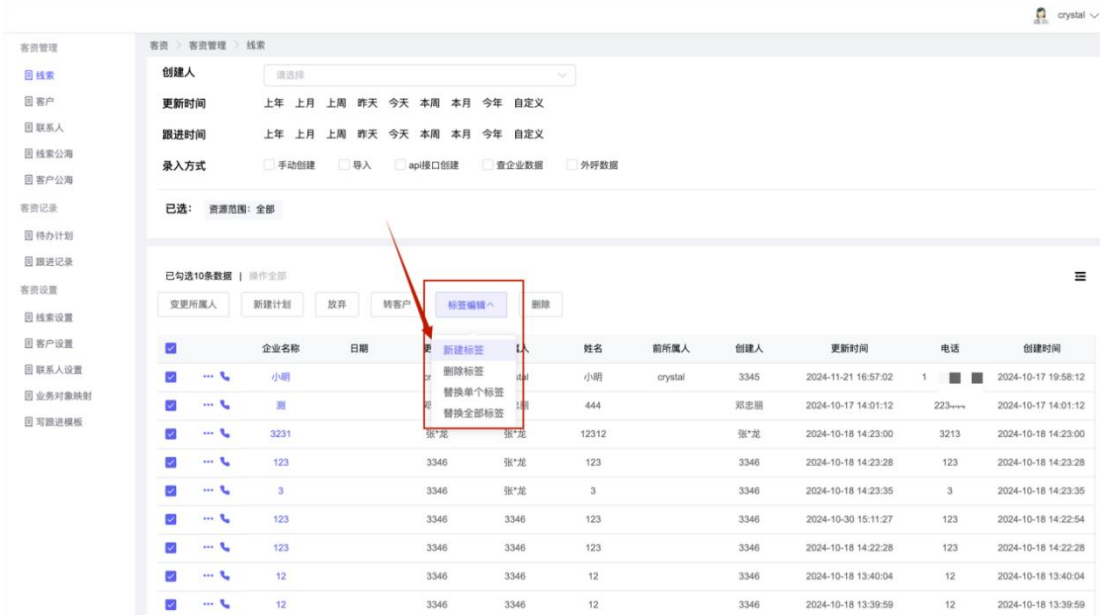 crystal
客资管理
线索
客户
联系人
线索公海
客户公海
客资记录
待办计划
跟进记录
客资设置
线索设置
客户设置
联系人设置
业务对象映射
写跟进模板
客资 > 客资管理 > 线索
创建人 请选择
更新时间 上年 上月 上周 昨天 今天 本周 本月 今年 自定义
跟进时间 上年 上月 上周 昨天 今天 本周 本月 今年 自定义
录入方式 手动创建 导入 api接口创建 查企业数据 外呼数据
已选： 资源范围：全部
已勾选10条数据 | 操作全部
变更所属人 新建计划 放弃 转客户 标签编辑 删除
新建标签
删除标签
替换单个标签
替换全部标签
企业名称 日期 姓名 前所属人 创建人 更新时间 电话 创建时间
小明 小明 crystal 3345 2024-11-21 16:57:02 1 2024-10-17 19:58:12
测 444 邓忠丽 2024-10-17 14:01:12 223 2024-10-17 14:01:12
3231 张*龙 张*龙 12312 张*龙 2024-10-18 14:23:00 3213 2024-10-18 14:23:00
123 3346 张*龙 123 3346 2024-10-18 14:23:28 123 2024-10-18 14:23:28
3 3346 张*龙 3 3346 2024-10-18 14:23:35 3 2024-10-18 14:23:35
123 3346 3346 123 3346 2024-10-30 15:11:27 123 2024-10-18 14:22:54
123 3346 3346 123 3346 2024-10-18 14:22:28 123 2024-10-18 14:22:28
12 3346 3346 12 3346 2024-10-18 13:40:04 12 2024-10-18 13:40:04
12 3346 3346 12 3346 2024-10-18 13:39:59 12 2024-10-18 13:39:59